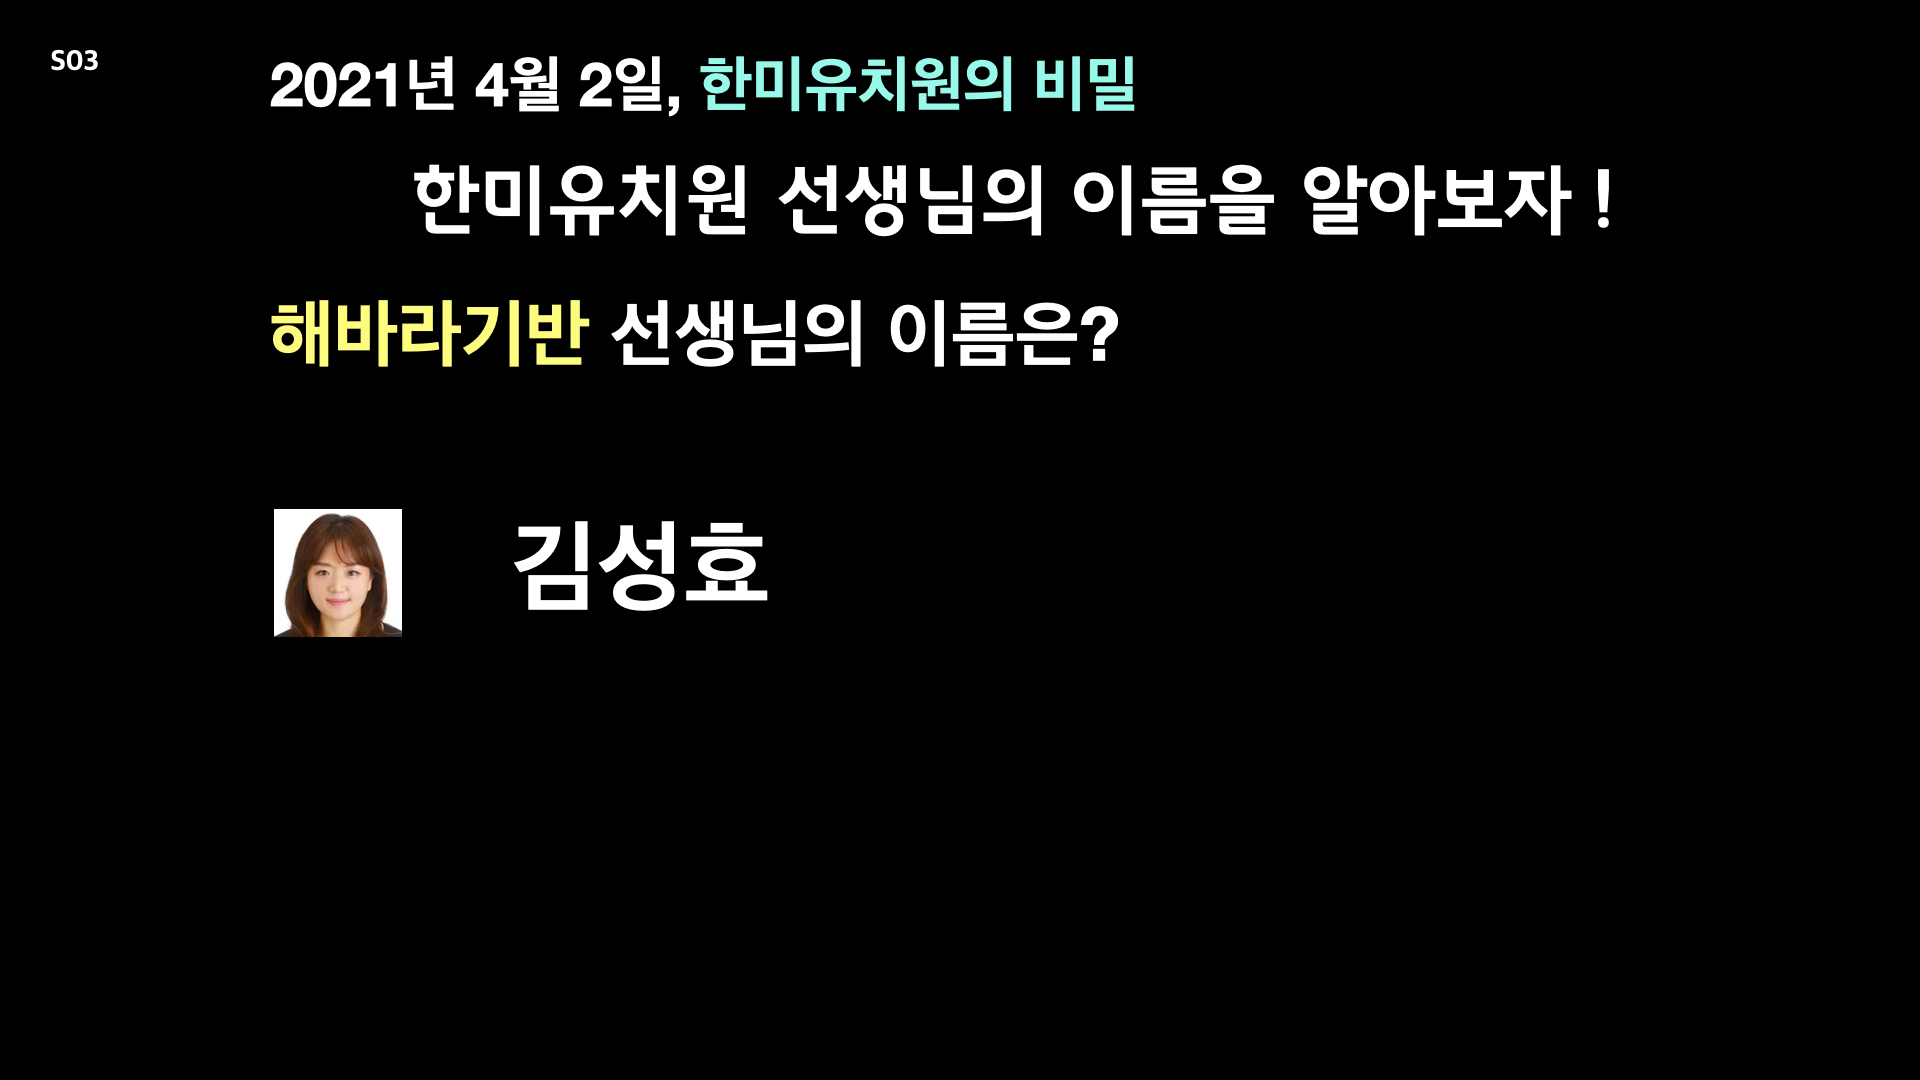 S03
2021년 4월 2일, 한미유치원의 비밀
한미유치원 선생님의 이름을 알아보자 !
해바라기반 선생님의 이름은?
김성효